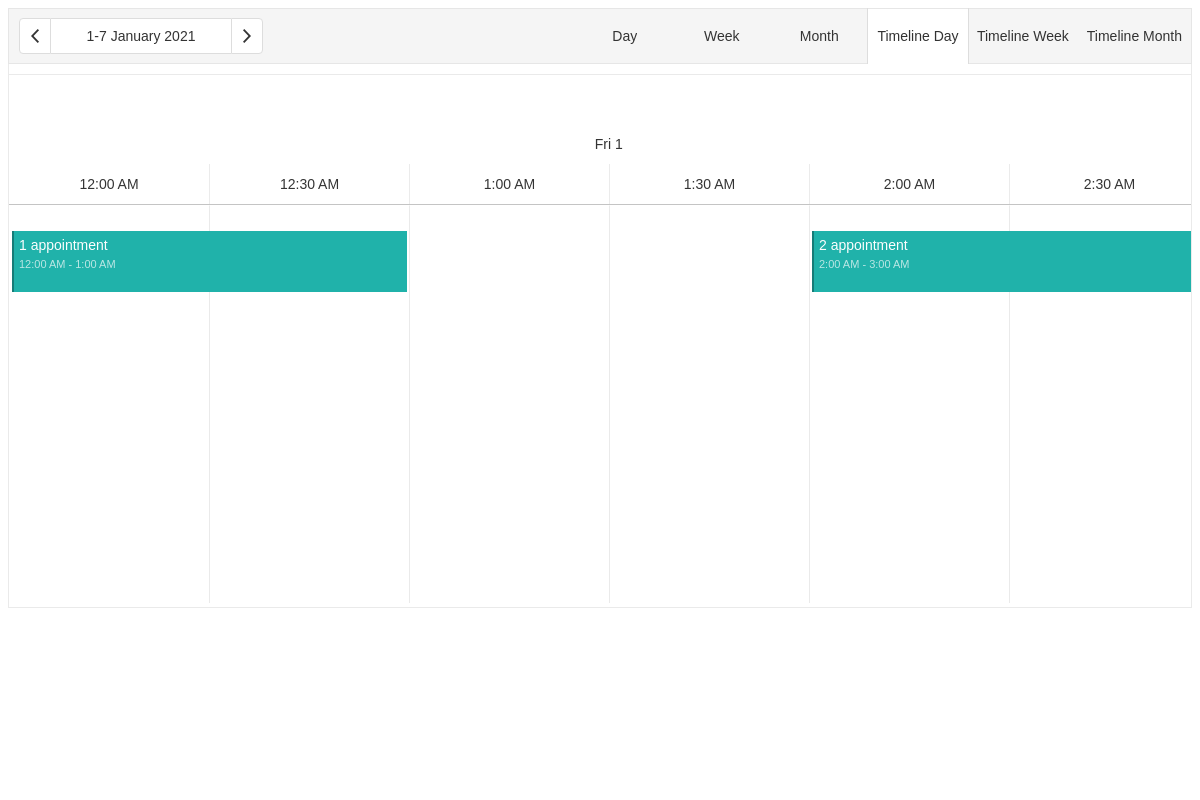 1-7 January 2021 Day Week Month Timeline Day Timeline Week Timeline Month
Fri 1
12:00 AM 12:30 AM 1:00 AM 1:30 AM 2:00 AM 2:30 AM
1 appointment
12:00 AM - 1:00 AM
2 appointment
2:00 AM - 3:00 AM